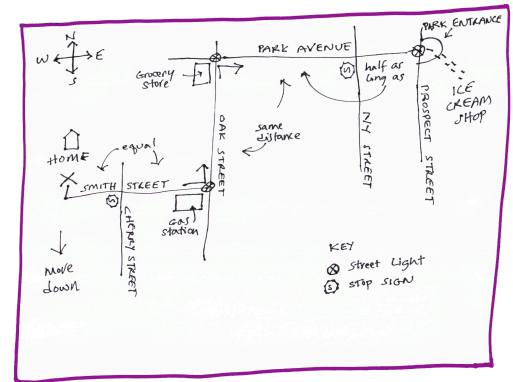 N
W E
S
PARK ENTRANCE
PARK AVENUE
Grocery
store
S
half as
long as
ICE
CREAM
SHOP
OAK STREET
same
distance
NY STREET
PROSPECT STREET
HOME
equal
SMITH STREET
S
CHERRY STREET
GAS
station
Move
down
KEY
Street Light
S STOP SIGN